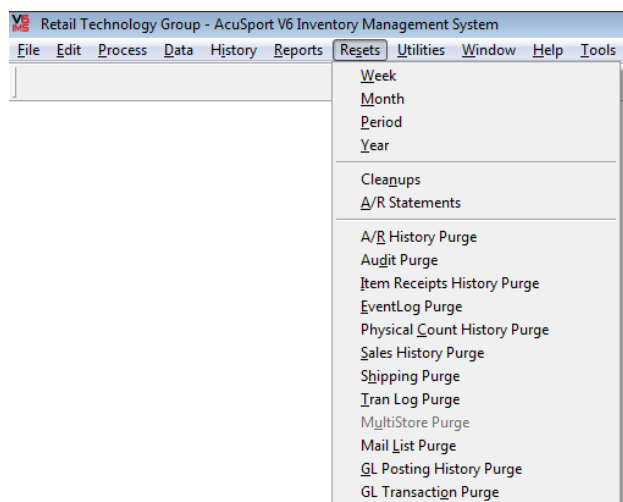 V6 IMS Retail Technology Group - AcuSport V6 Inventory Management System
File Edit Process Data History Reports Resets Utilities Window Help Tools
Week
Month
Period
Year
Cleanups
A/R Statements
A/R History Purge
Audit Purge
Item Receipts History Purge
EventLog Purge
Physical Count History Purge
Sales History Purge
Shipping Purge
Tran Log Purge
MultiStore Purge
Mail List Purge
GL Posting History Purge
GL Transaction Purge